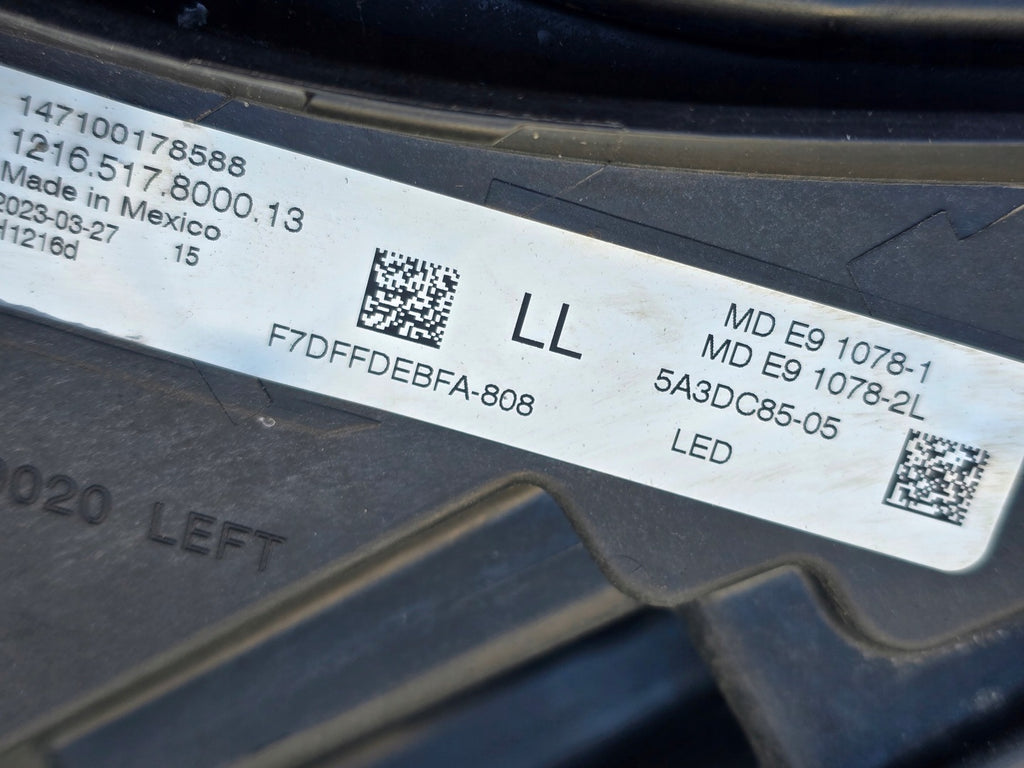 147100178588
1216.517.8000.13
Made in Mexico
2023-03-27 15
H1216d
F7DFFDEBFA-808
LL
MD E9 1078-1
MD E9 1078-2L
5A3DC85-05
LED
0020 LEFT